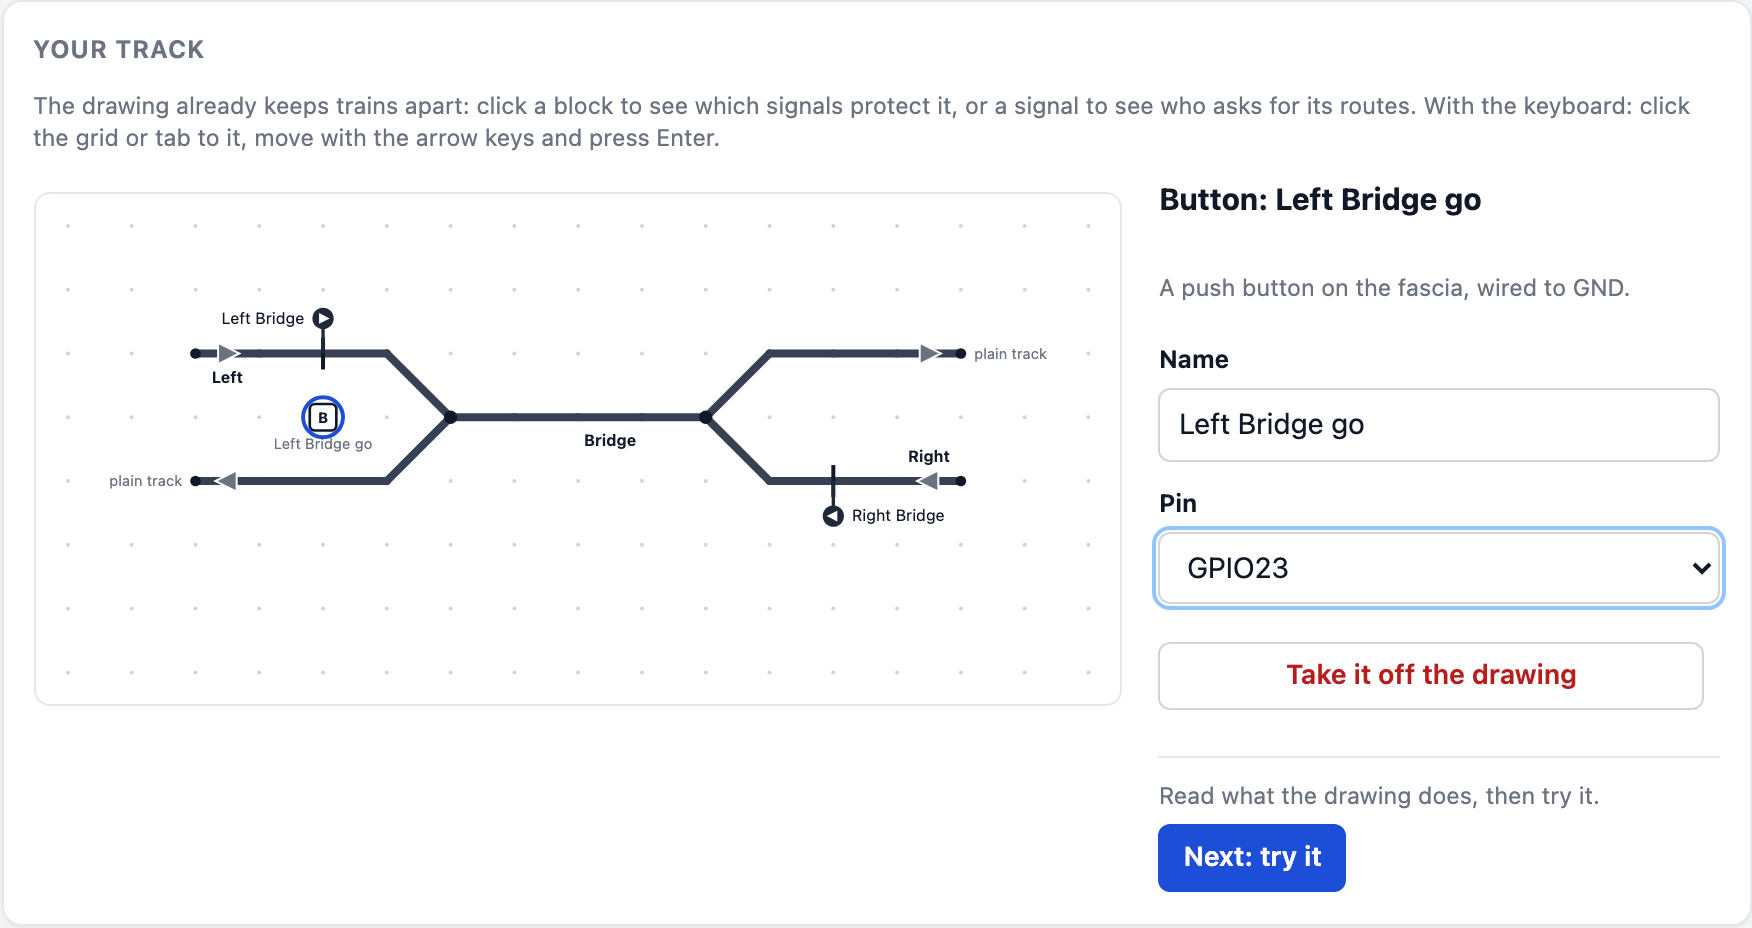 YOUR TRACK
The drawing already keeps trains apart: click a block to see which signals protect it, or a signal to see who asks for its routes. With the keyboard: click
the grid or tab to it, move with the arrow keys and press Enter.
Left Bridge
Left
B
Left Bridge go
plain track
Bridge
plain track
Right
Right Bridge
Button: Left Bridge go
A push button on the fascia, wired to GND.
Name
Left Bridge go
Pin
GPIO23
Take it off the drawing
Read what the drawing does, then try it.
Next: try it